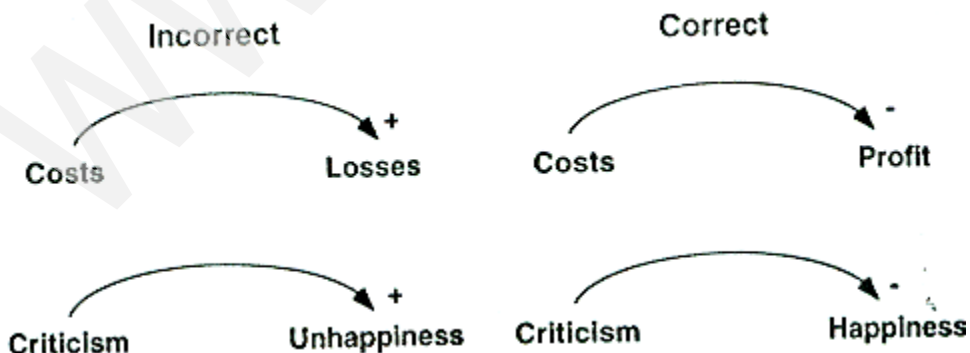 Incorrect
Correct
+
-
Costs
Losses
Costs
Profit
+
-
Criticism
Unhappiness
Criticism
Happiness